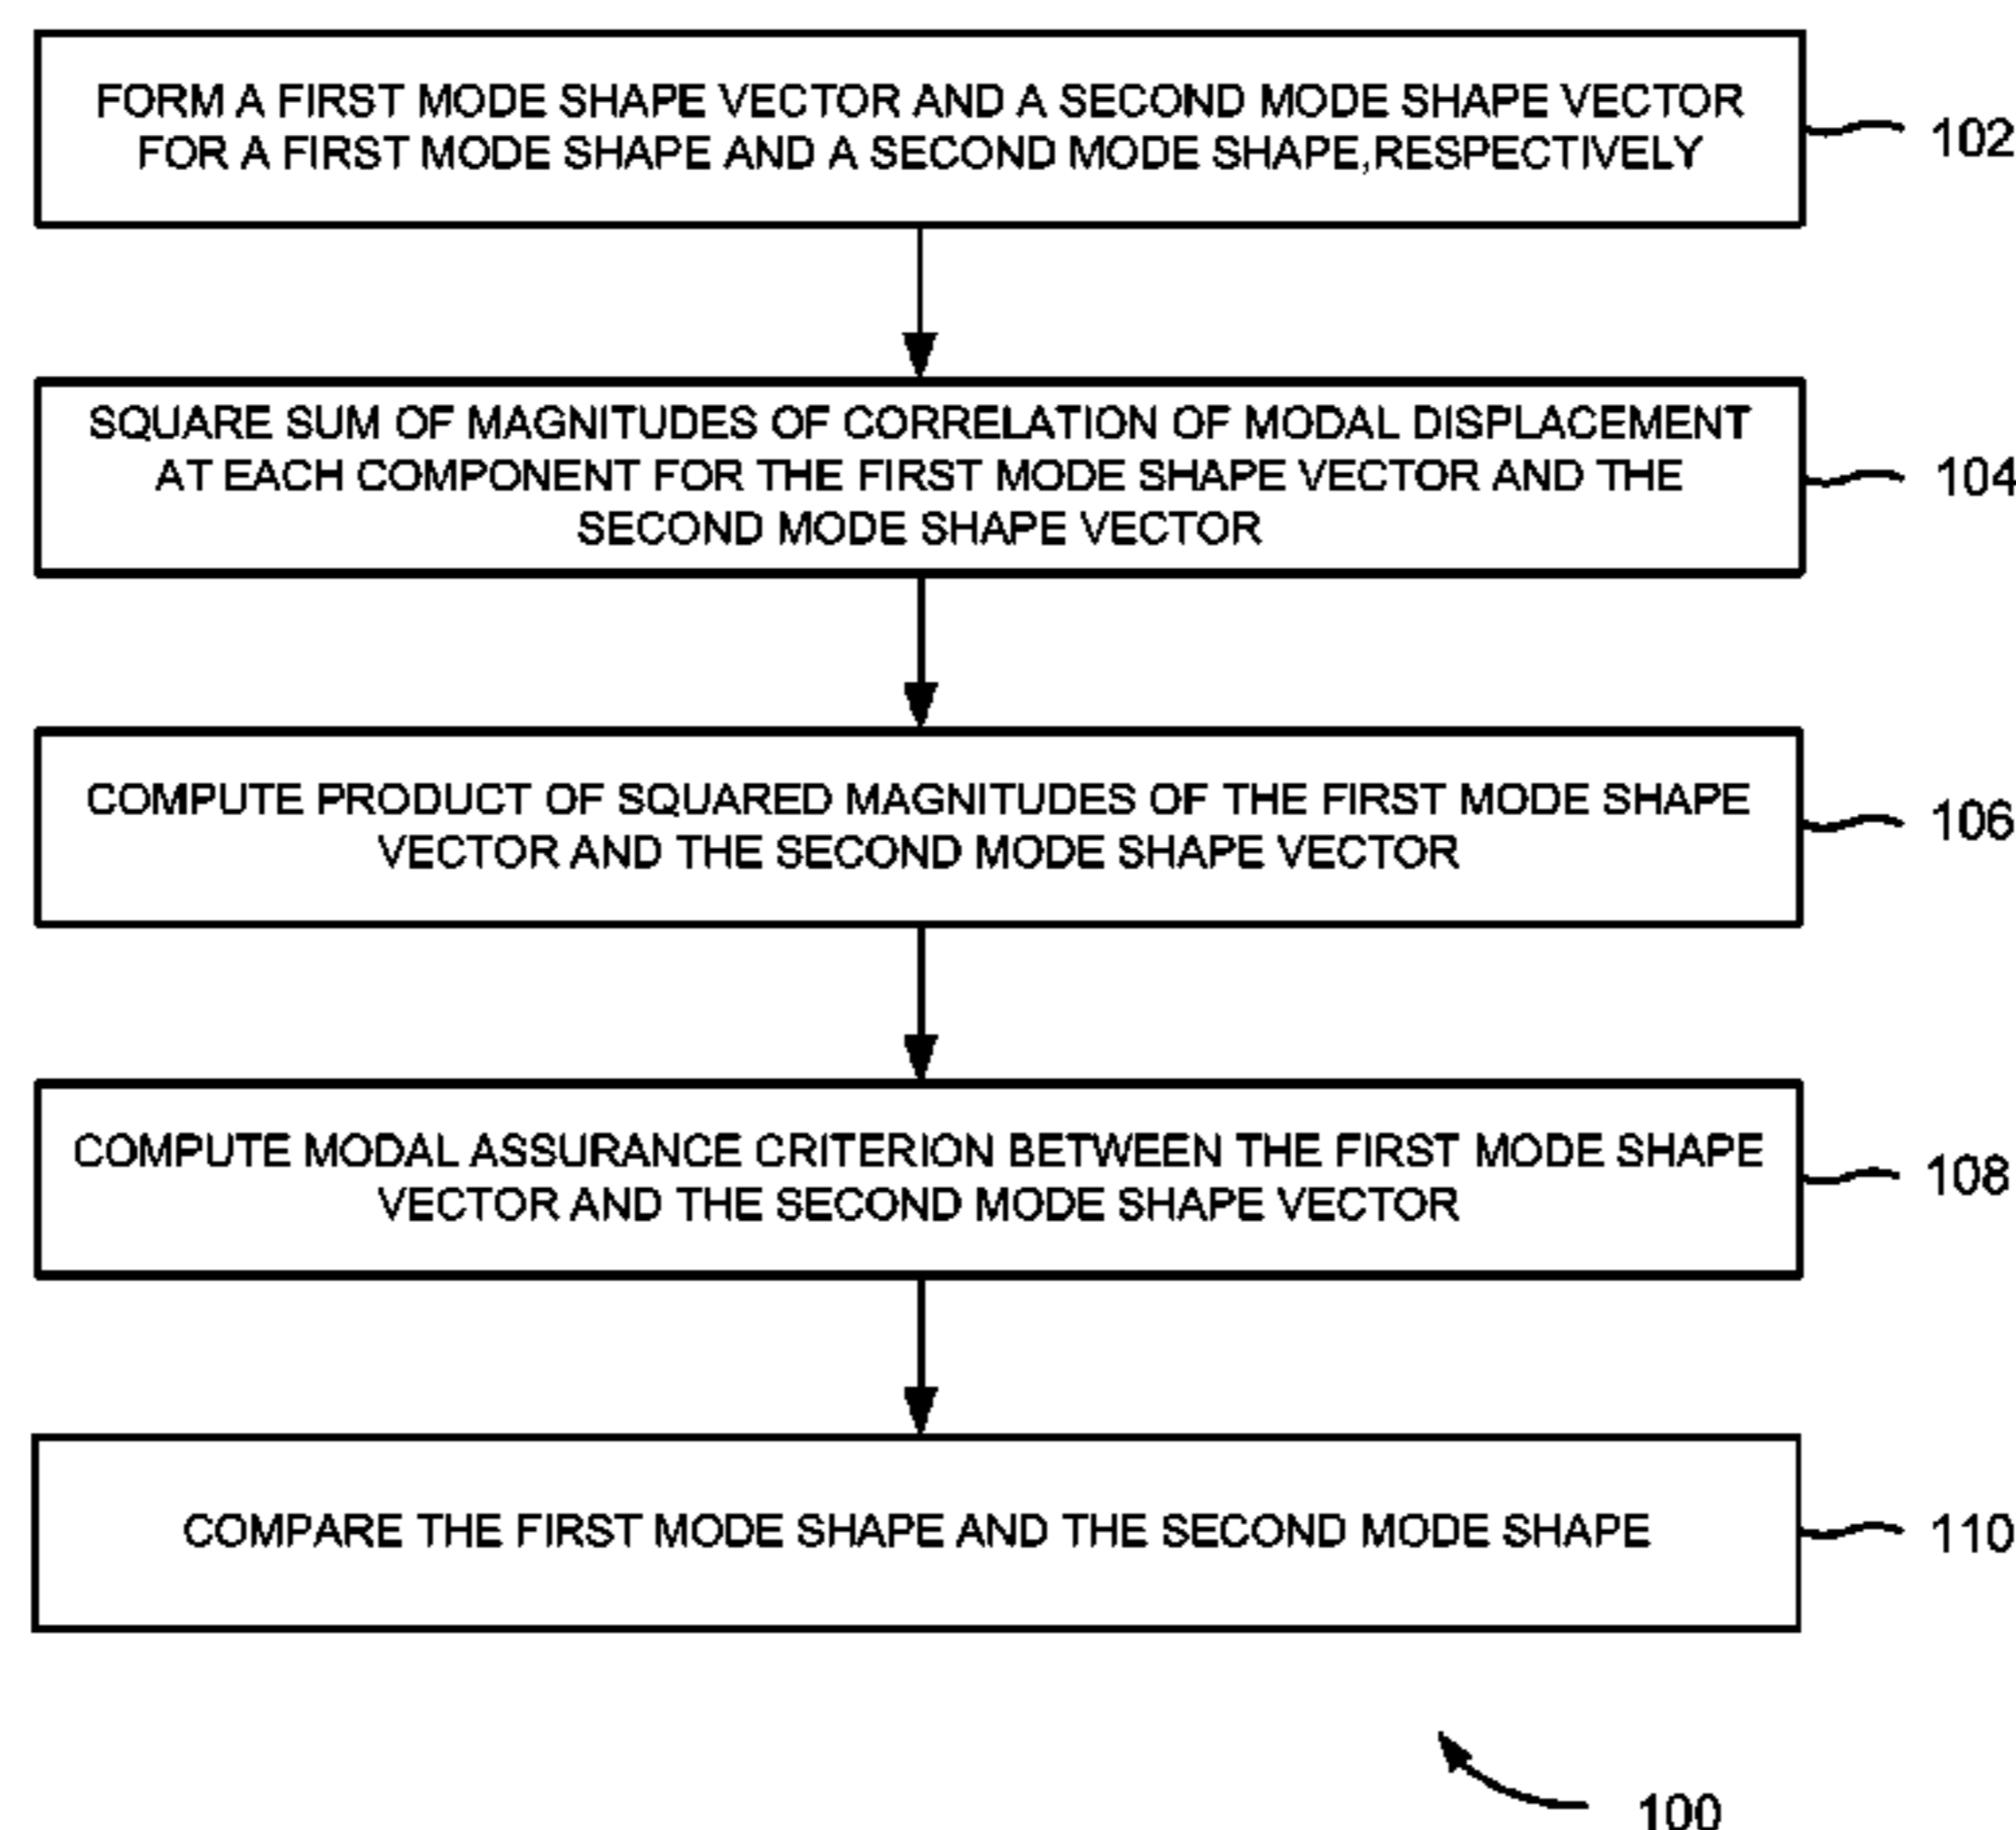 FORM A FIRST MODE SHAPE VECTOR AND A SECOND MODE SHAPE VECTOR
FOR A FIRST MODE SHAPE AND A SECOND MODE SHAPE,RESPECTIVELY
102
SQUARE SUM OF MAGNITUDES OF CORRELATION OF MODAL DISPLACEMENT
AT EACH COMPONENT FOR THE FIRST MODE SHAPE VECTOR AND THE
SECOND MODE SHAPE VECTOR
104
COMPUTE PRODUCT OF SQUARED MAGNITUDES OF THE FIRST MODE SHAPE
VECTOR AND THE SECOND MODE SHAPE VECTOR
106
COMPUTE MODAL ASSURANCE CRITERION BETWEEN THE FIRST MODE SHAPE
VECTOR AND THE SECOND MODE SHAPE VECTOR
108
COMPARE THE FIRST MODE SHAPE AND THE SECOND MODE SHAPE
110
100